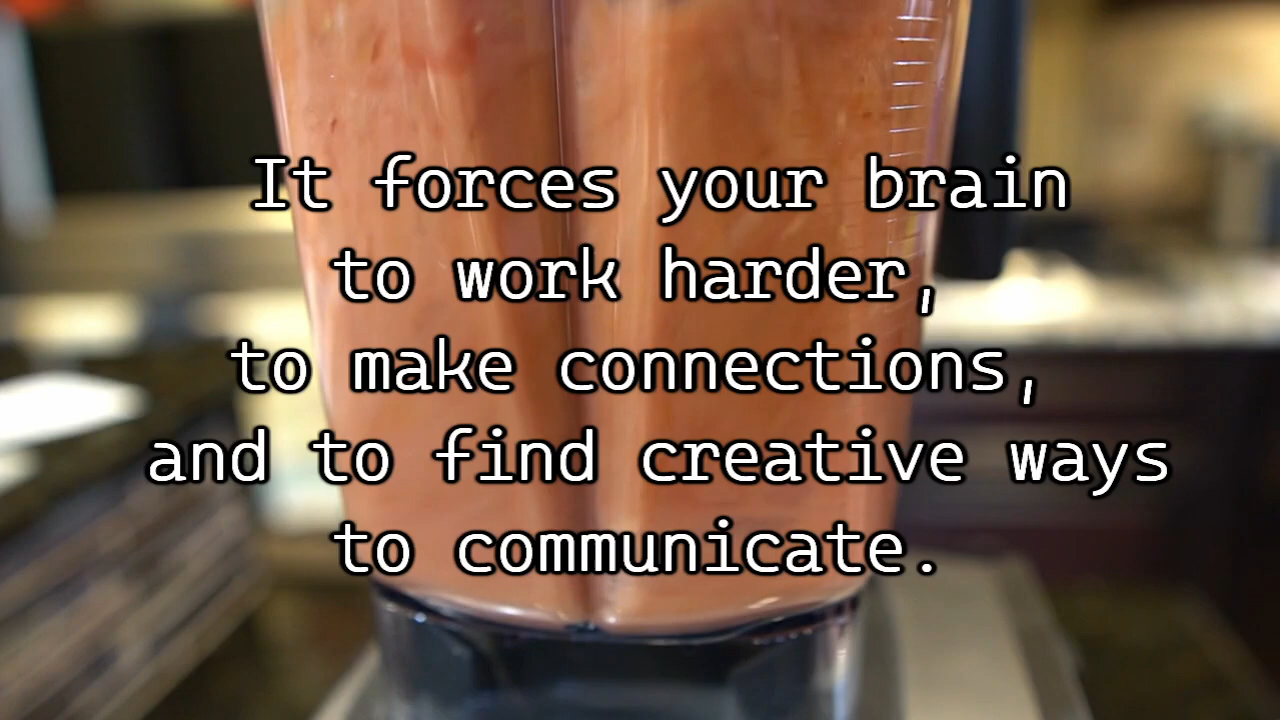 It forces your brain
to work harder,
to make connections,
and to find creative ways
to communicate.